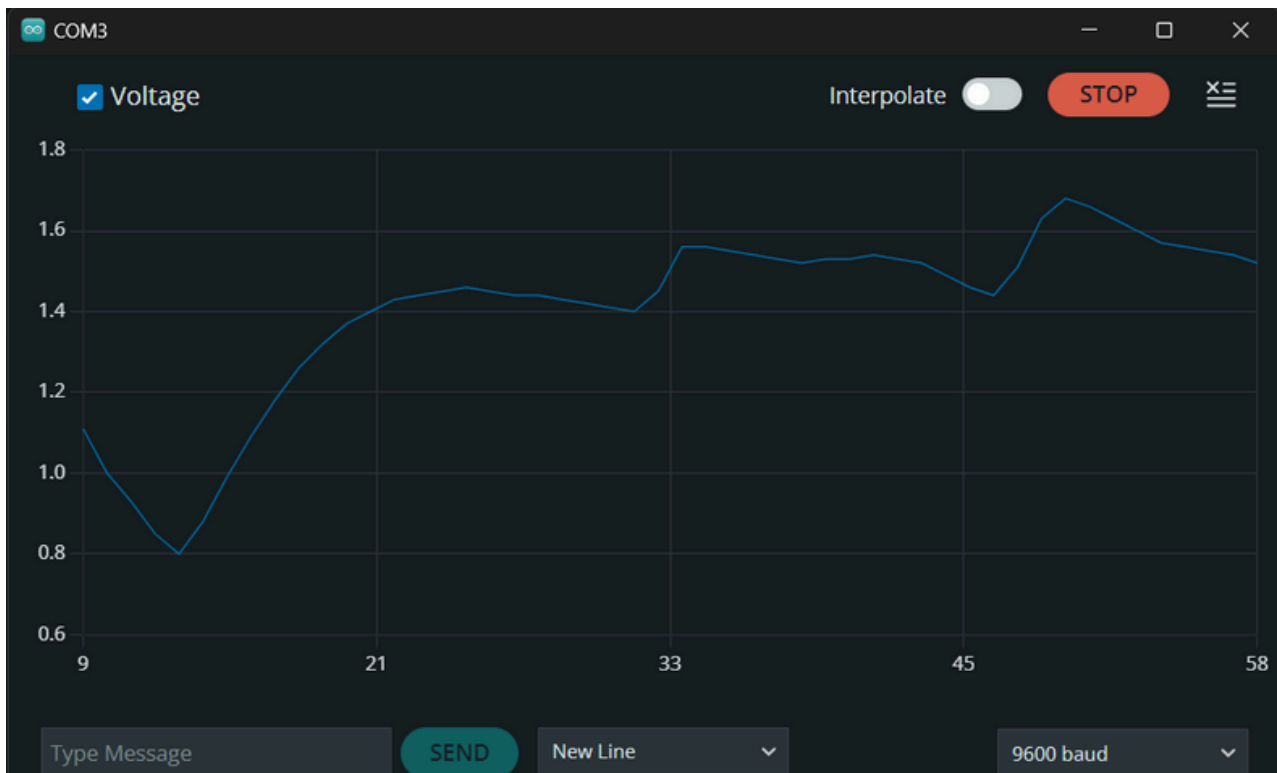 COM3
Voltage
Interpolate
STOP
1.8
1.6
1.4
1.2
1.0
0.8
0.6
9 21 33 45 58
Type Message
SEND
New Line
9600 baud